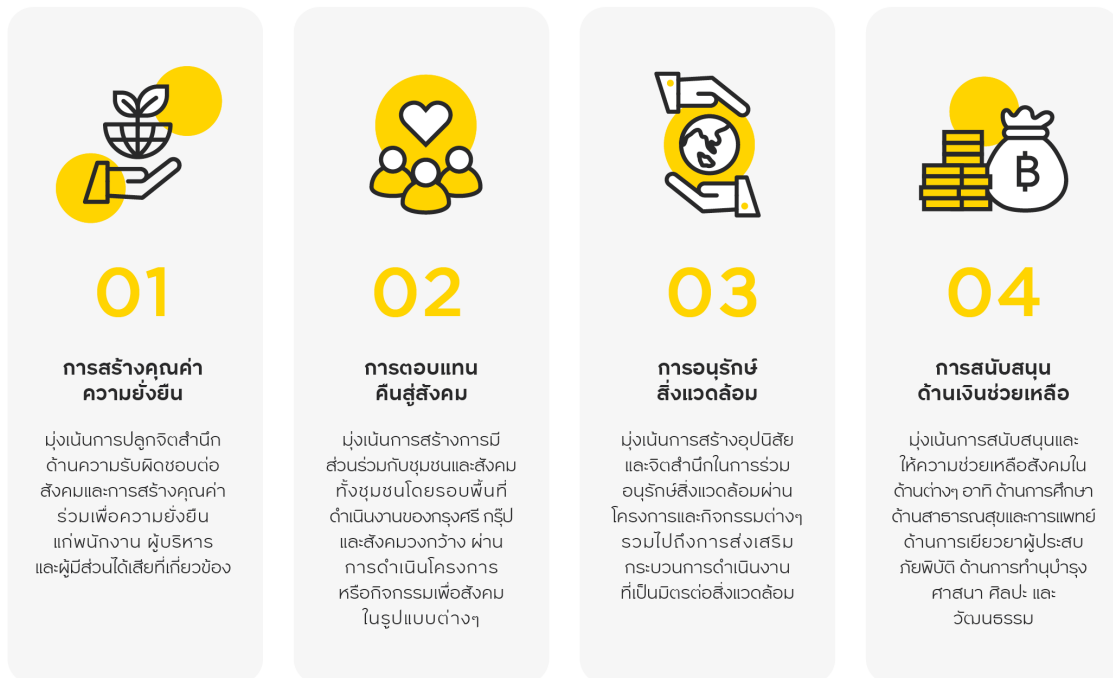 01
การสร้างคุณค่า
ความยั่งยืน
มุ่งเน้นการปลูกจิตสำนึก
ด้านความรับผิดชอบต่อ
สังคมและการสร้างคุณค่า
ร่วมเพื่อความยั่งยืน
แก่พนักงาน ผู้บริหาร
และผู้มีส่วนได้เสียที่เกี่ยวข้อง
02
การตอบแทน
คืนสู่สังคม
มุ่งเน้นการสร้างการมี
ส่วนร่วมกับชุมชนและสังคม
ทั้งชุมชนโดยรอบพื้นที่
ดำเนินงานของกรุงศรี กรุ๊ป
และสังคมวงกว้าง ผ่าน
การดำเนินโครงการ
หรือกิจกรรมเพื่อสังคม
ในรูปแบบต่างๆ
03
การอนุรักษ์
สิ่งแวดล้อม
มุ่งเน้นการสร้างอุปนิสัย
และจิตสำนึกในการร่วม
อนุรักษ์สิ่งแวดล้อมผ่าน
โครงการและกิจกรรมต่างๆ
รวมไปถึงการส่งเสริม
กระบวนการดำเนินงาน
ที่เป็นมิตรต่อสิ่งแวดล้อม
฿
04
การสนับสนุน
ด้านเงินช่วยเหลือ
มุ่งเน้นการสนับสนุนและ
ให้ความช่วยเหลือสังคมใน
ด้านต่างๆ อาทิ ด้านการศึกษา
ด้านสาธารณสุขและการแพทย์
ด้านการเยียวยาผู้ประสบ
ภัยพิบัติ ด้านการทำนุบำรุง
ศาสนา ศิลปะ และ
วัฒนธรรม